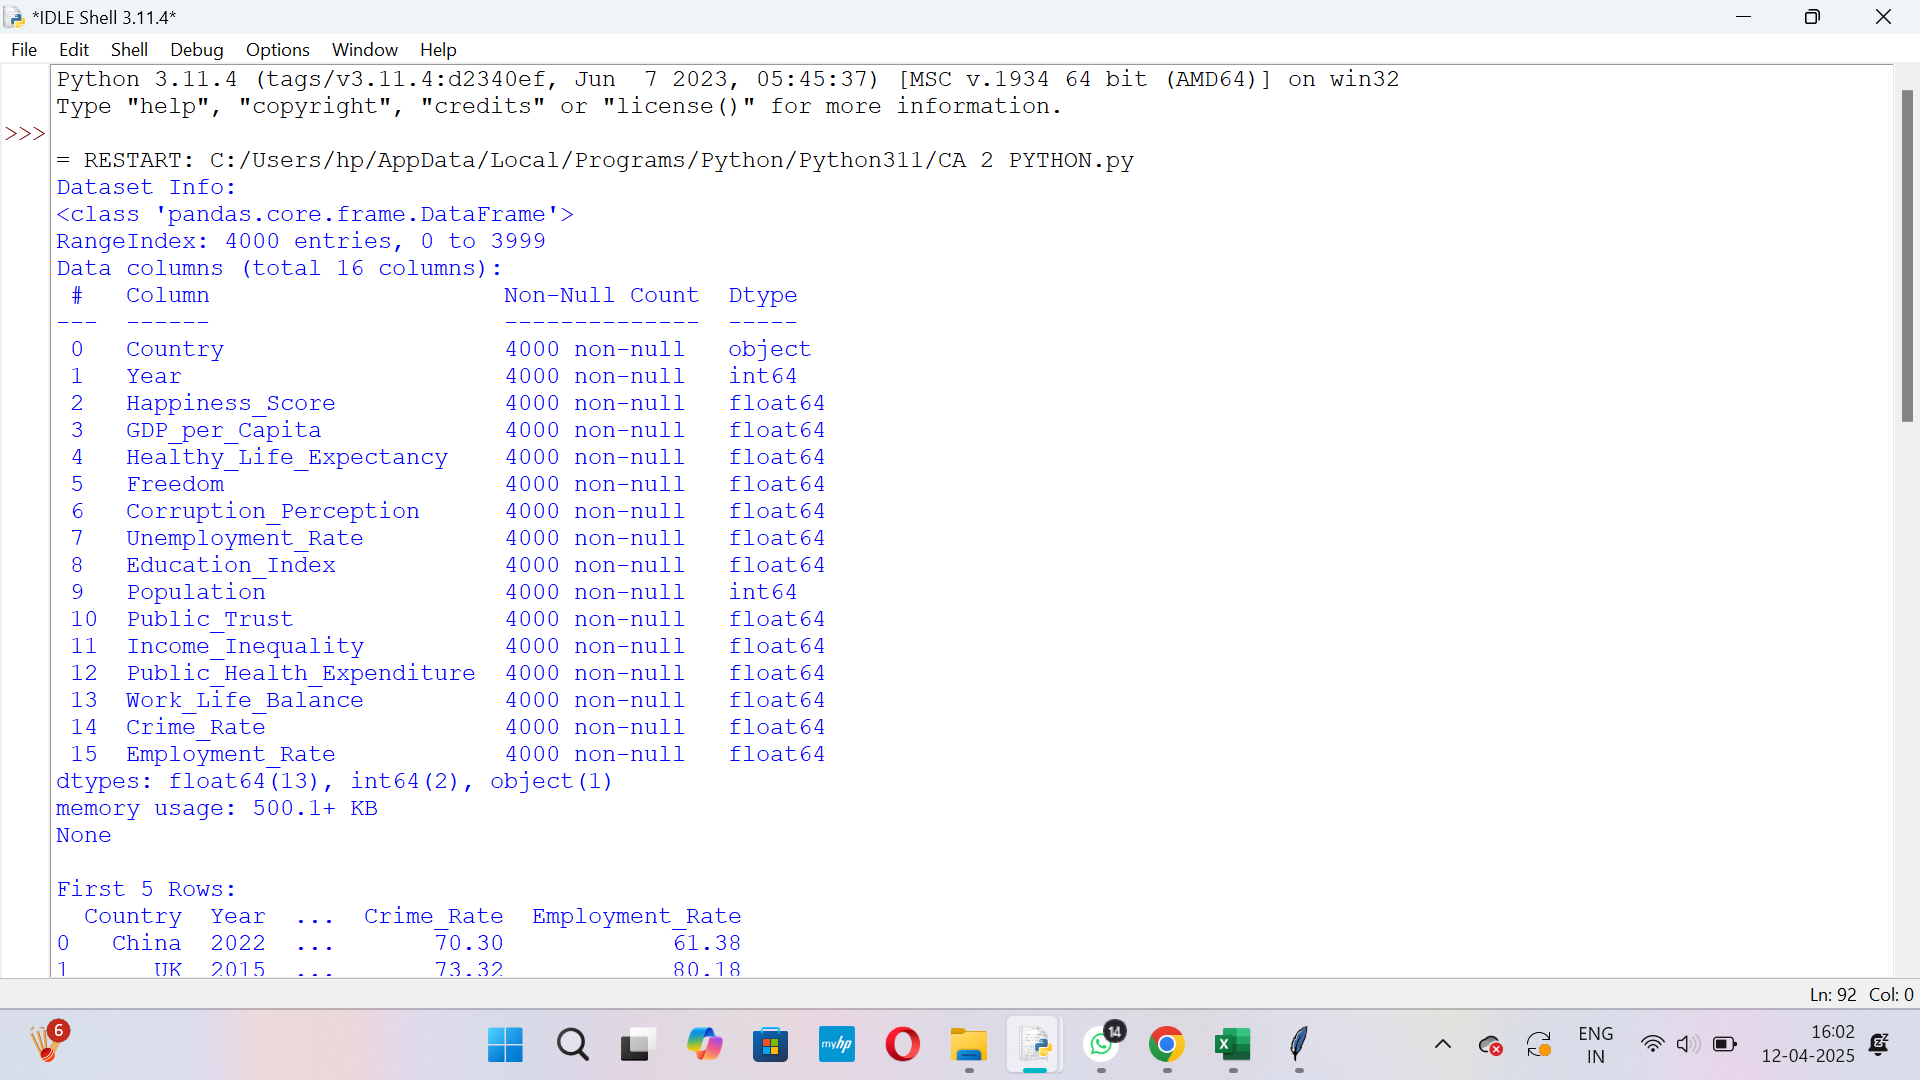 *IDLE Shell 3.11.4*
File Edit Shell Debug Options Window Help
Python 3.11.4 (tags/v3.11.4:d2340ef, Jun  7 2023, 05:45:37) [MSC v.1934 64 bit (AMD64)] on win32
Type "help", "copyright", "credits" or "license()" for more information.
>>>
= RESTART: C:/Users/hp/AppData/Local/Programs/Python/Python311/CA 2 PYTHON.py
Dataset Info:
<class 'pandas.core.frame.DataFrame'>
RangeIndex: 4000 entries, 0 to 3999
Data columns (total 16 columns):
 #   Column                     Non-Null Count  Dtype
---  ------                     --------------  -----
 0   Country                    4000 non-null   object
 1   Year                       4000 non-null   int64
 2   Happiness_Score            4000 non-null   float64
 3   GDP_per_Capita             4000 non-null   float64
 4   Healthy_Life_Expectancy    4000 non-null   float64
 5   Freedom                    4000 non-null   float64
 6   Corruption_Perception      4000 non-null   float64
 7   Unemployment_Rate          4000 non-null   float64
 8   Education_Index            4000 non-null   float64
 9   Population                 4000 non-null   int64
 10  Public_Trust               4000 non-null   float64
 11  Income_Inequality          4000 non-null   float64
 12  Public_Health_Expenditure  4000 non-null   float64
 13  Work_Life_Balance          4000 non-null   float64
 14  Crime_Rate                 4000 non-null   float64
 15  Employment_Rate            4000 non-null   float64
dtypes: float64(13), int64(2), object(1)
memory usage: 500.1+ KB
None
First 5 Rows:
  Country  Year  ...  Crime_Rate  Employment_Rate
0   China  2022  ...       70.30            61.38
1      UK  2015  ...       73.32            80.18
Ln: 92 Col: 0
6
myhp
14
X
ENG
IN
16:02
12-04-2025